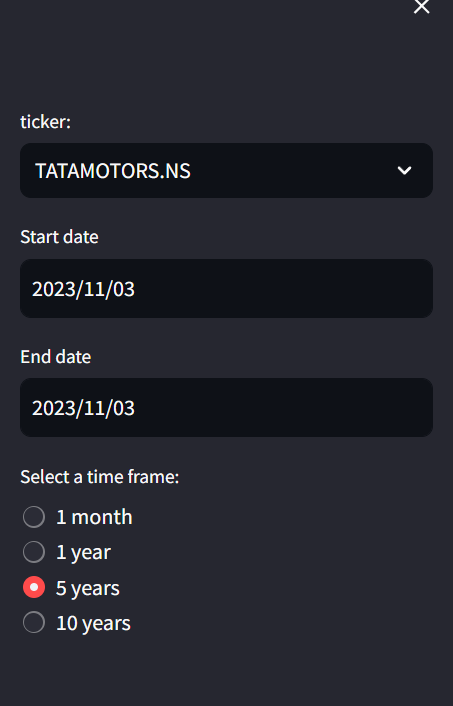 ticker:
TATAMOTORS.NS
Start date
2023/11/03
End date
2023/11/03
Select a time frame:
1 month
1 year
5 years
10 years